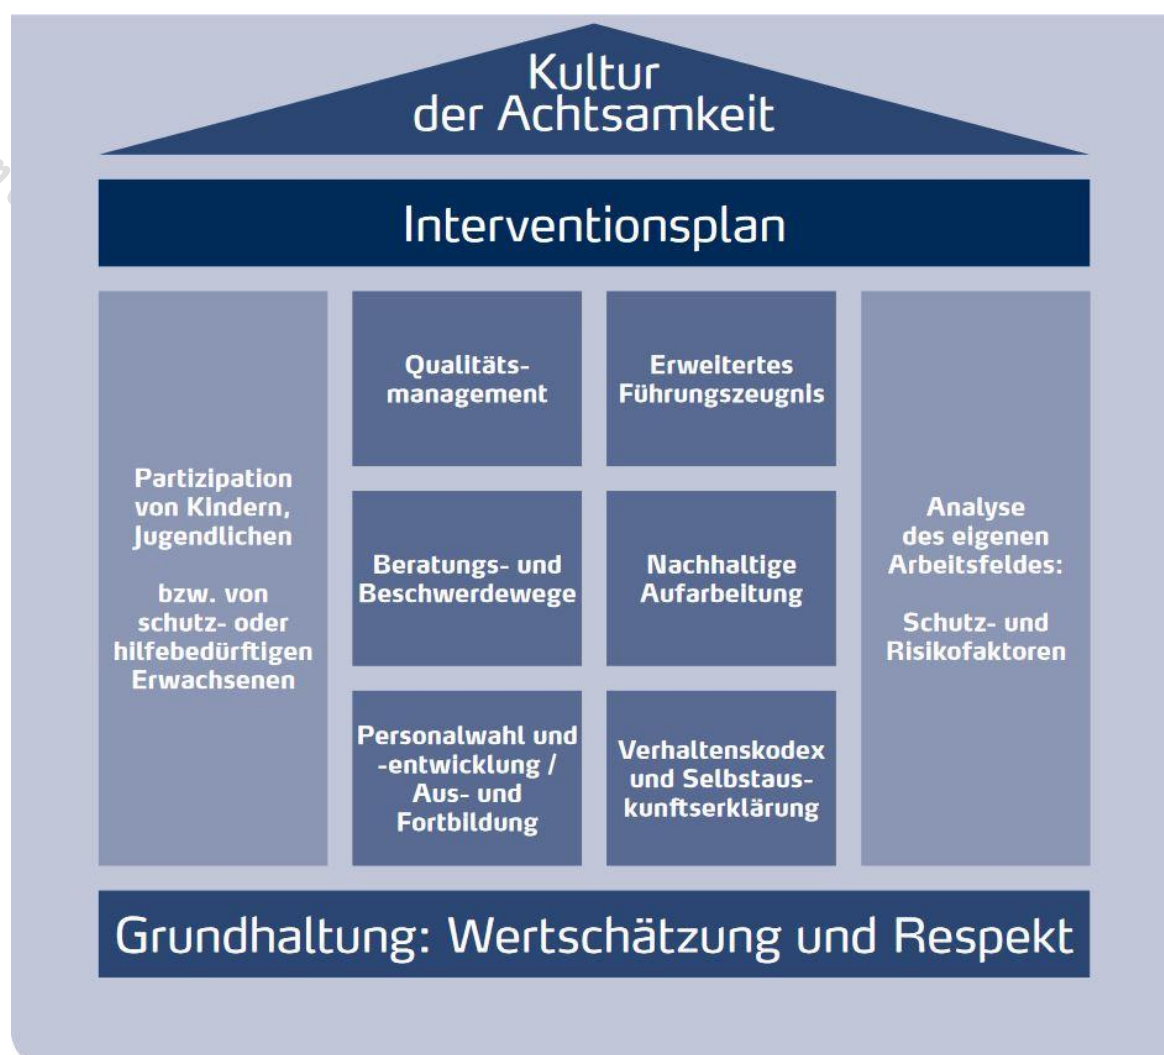 Kultur
der Achtsamkeit
Interventionsplan
Partizipation
von Kindern,
Jugendlichen
bzw. von
schutz- oder
hilfebedürftigen
Erwachsenen
Qualitäts-
management
Erweitertes
Führungszeugnis
Beratungs- und
Beschwerdewege
Nachhaltige
Aufarbeitung
Personalwahl und
-entwicklung /
Aus- und
Fortbildung
Verhaltenskodex
und Selbstaus-
kunftserklärung
Analyse
des eigenen
Arbeitsfeldes:
Schutz- und
Risikofaktoren
Grundhaltung: Wertschätzung und Respekt